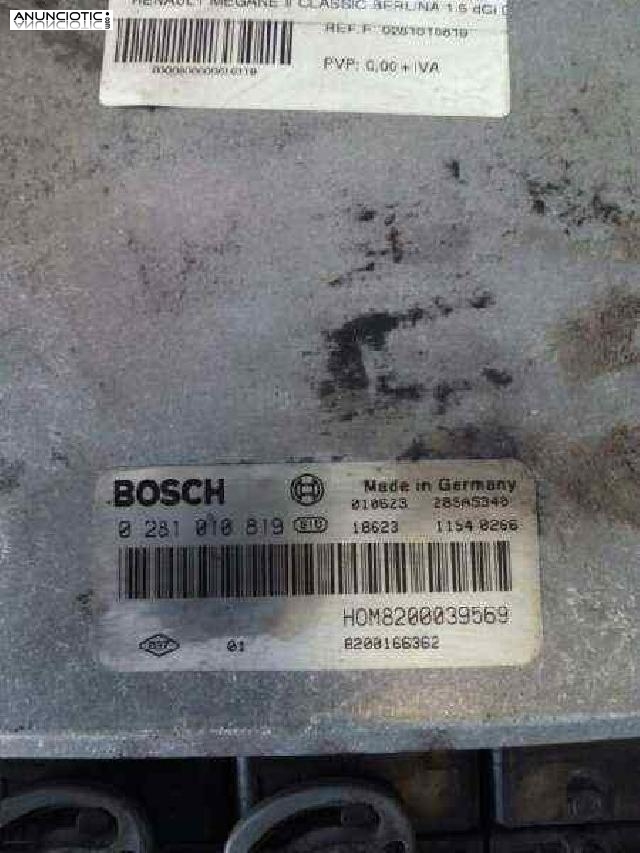 ANUNCIOTIC
RENAULT MEGANE II CLASSIC BERLINA 1.5 dCi D
REF.F: 0281010819
PVP: 0,00 + IVA
BOSCH
Made in Germany
010623 28SA5340
0 281 010 819
18623 1154 0266
HOM8200039569
01 8200166362